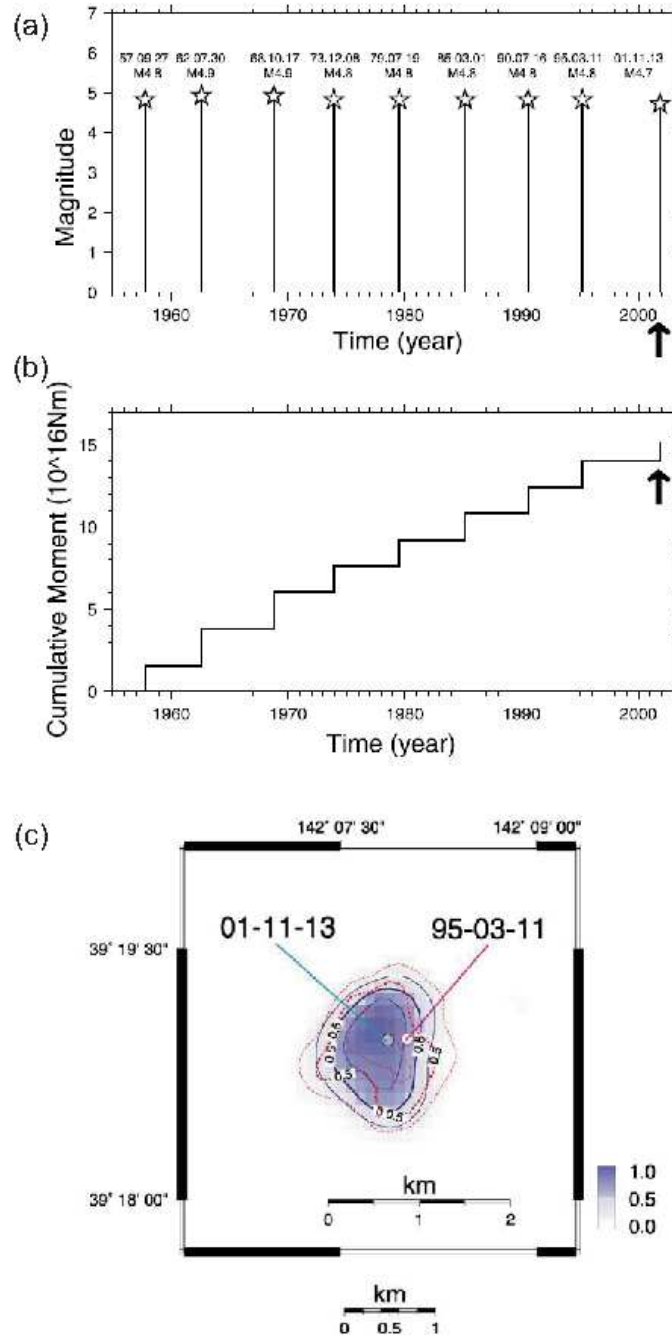 (a)
7
6
5
4
3
2
1
0
Magnitude
57.09.27 62.07.30 68.10.17 73.12.08 79.07.19 85.03.01 90.07.16 95.03.11 01.11.13
M4.8 M4.9 M4.9 M4.8 M4.8 M4.8 M4.8 M4.8 M4.7
1960 1970 1980 1990 2000
Time (year)
(b)
Cumulative Moment (10^16Nm)
15
10
5
0
1960 1970 1980 1990 2000
Time (year)
(c)
142° 07' 30" 142° 09' 00"
01-11-13 95-03-11
39° 19' 30"
0.5 0.5 0.5 0.5
0.5 0.5
39° 18' 00"
km
0 1 2
1.0
0.5
0.0
km
0 0.5 1